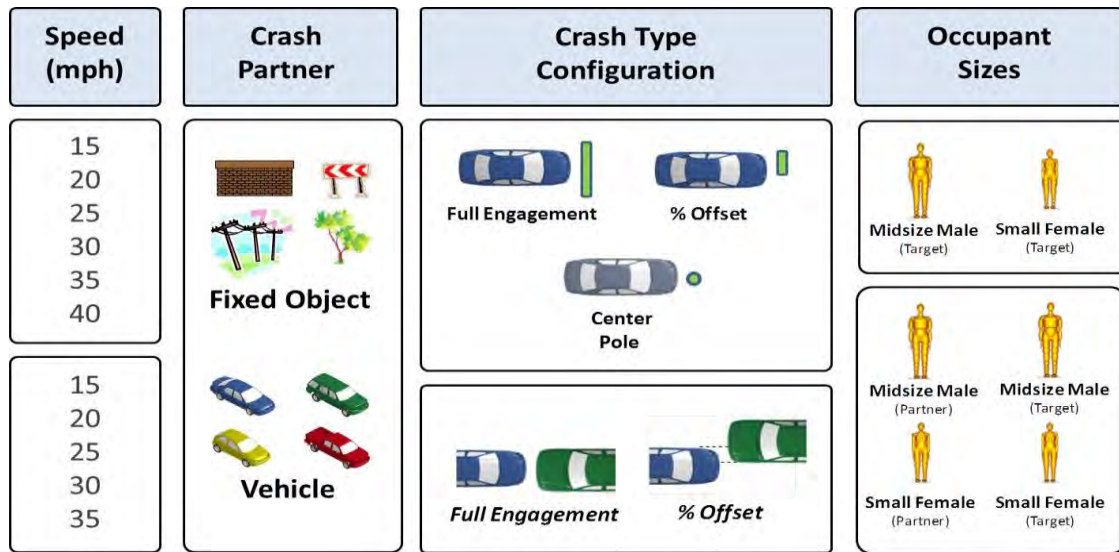 Speed
(mph)
Crash
Partner
Crash Type
Configuration
Occupant
Sizes
15
20
25
30
35
40
Fixed Object
Full Engagement
% Offset
Center
Pole
Midsize Male
(Target)
Small Female
(Target)
15
20
25
30
35
Vehicle
Full Engagement
% Offset
Midsize Male
(Partner)
Midsize Male
(Target)
Small Female
(Partner)
Small Female
(Target)